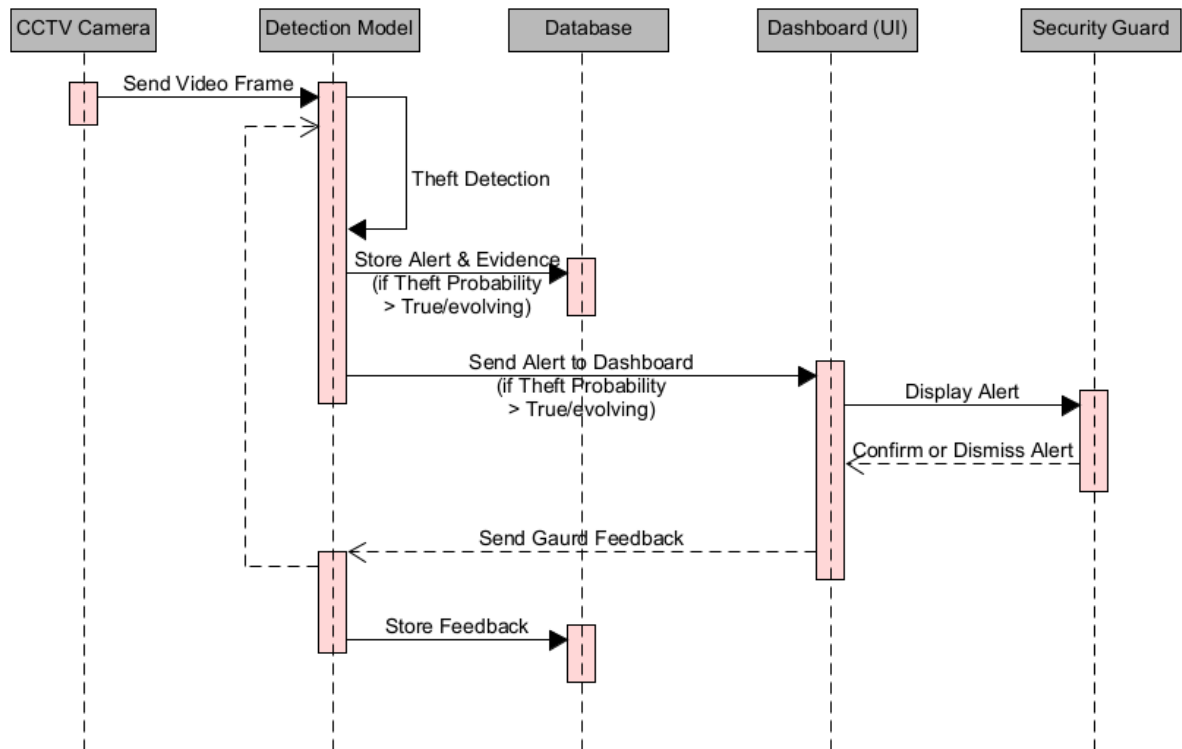 CCTV Camera
Detection Model
Database
Dashboard (UI)
Security Guard
Send Video Frame
Theft Detection
Store Alert & Evidence
(if Theft Probability
> True/evolving)
Send Alert to Dashboard
(if Theft Probability
> True/evolving)
Display Alert
Confirm or Dismiss Alert
Send Gaurd Feedback
Store Feedback